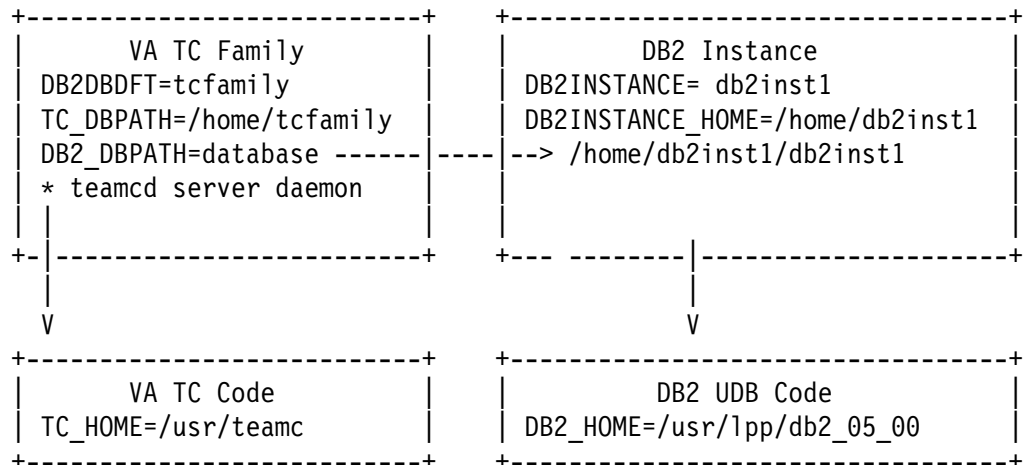 +---------------------------+    +----------------------------------+
|       VA TC Family        |    |         DB2 Instance             |
| DB2DBDFT=tcfamily         |    | DB2INSTANCE= db2inst1            |
| TC_DBPATH=/home/tcfamily  |    | DB2INSTANCE_HOME=/home/db2inst1  |
| DB2_DBPATH=database ------|----|--> /home/db2inst1/db2inst1       |
| * teamcd server daemon    |    |                                  |
| |                         |    |                                  |
+-|-------------------------+    +--- --------|---------------------+
  |                                           |
  V                                           V
+---------------------------+    +----------------------------------+
|       VA TC Code          |    |          DB2 UDB Code            |
| TC_HOME=/usr/teamc        |    | DB2_HOME=/usr/lpp/db2_05_00      |
+---------------------------+    +----------------------------------+